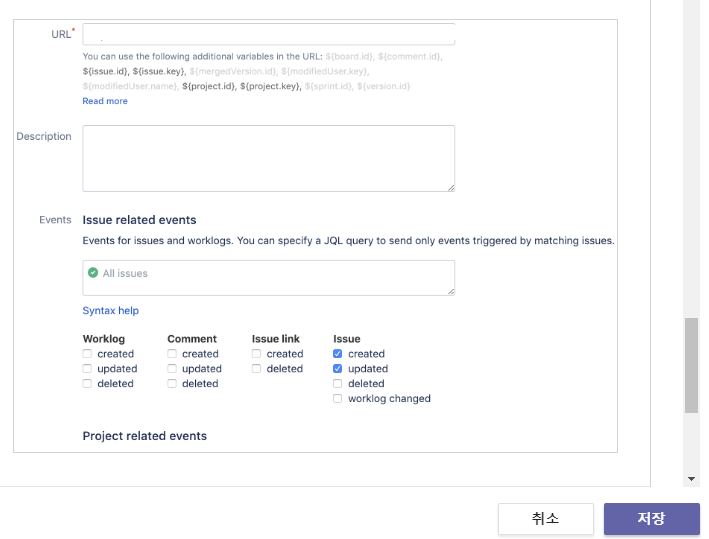 URL*
You can use the following additional variables in the URL: ${board.id}, ${comment.id},
${issue.id}, ${issue.key}, ${mergedVersion.id}, ${modifiedUser.key},
${modifiedUser.name}, ${project.id}, ${project.key}, ${sprint.id}, ${version.id}
Read more
Description
Events Issue related events
Events for issues and worklogs. You can specify a JQL query to send only events triggered by matching issues.
All issues
Syntax help
Worklog Comment Issue link Issue
created created created created
updated updated deleted updated
deleted deleted deleted
worklog changed
Project related events
취소 저장